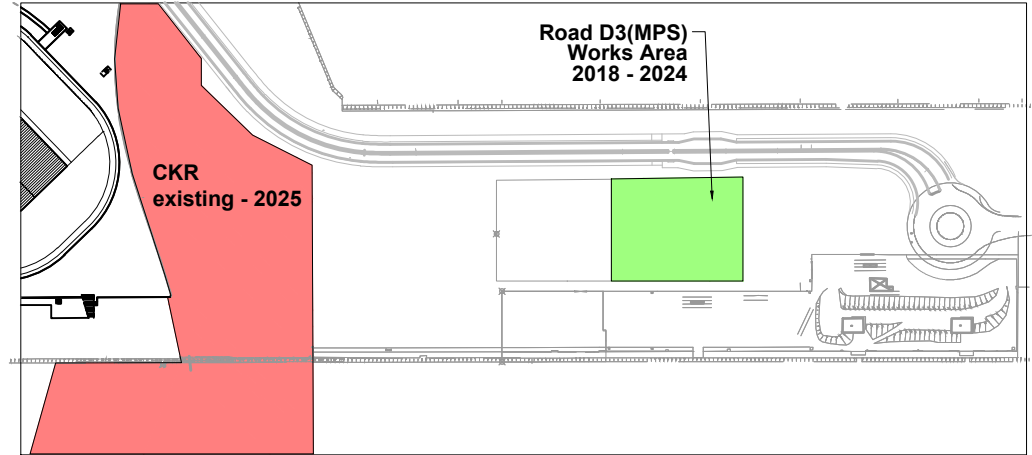 Road D3(MPS)
Works Area
2018 - 2024
CKR
existing - 2025